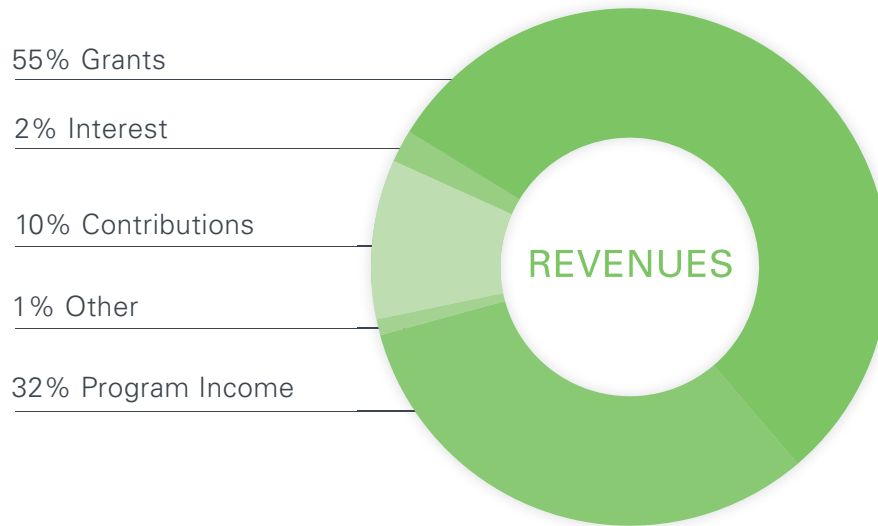 55% Grants
2% Interest
10% Contributions
1% Other
32% Program Income
REVENUES